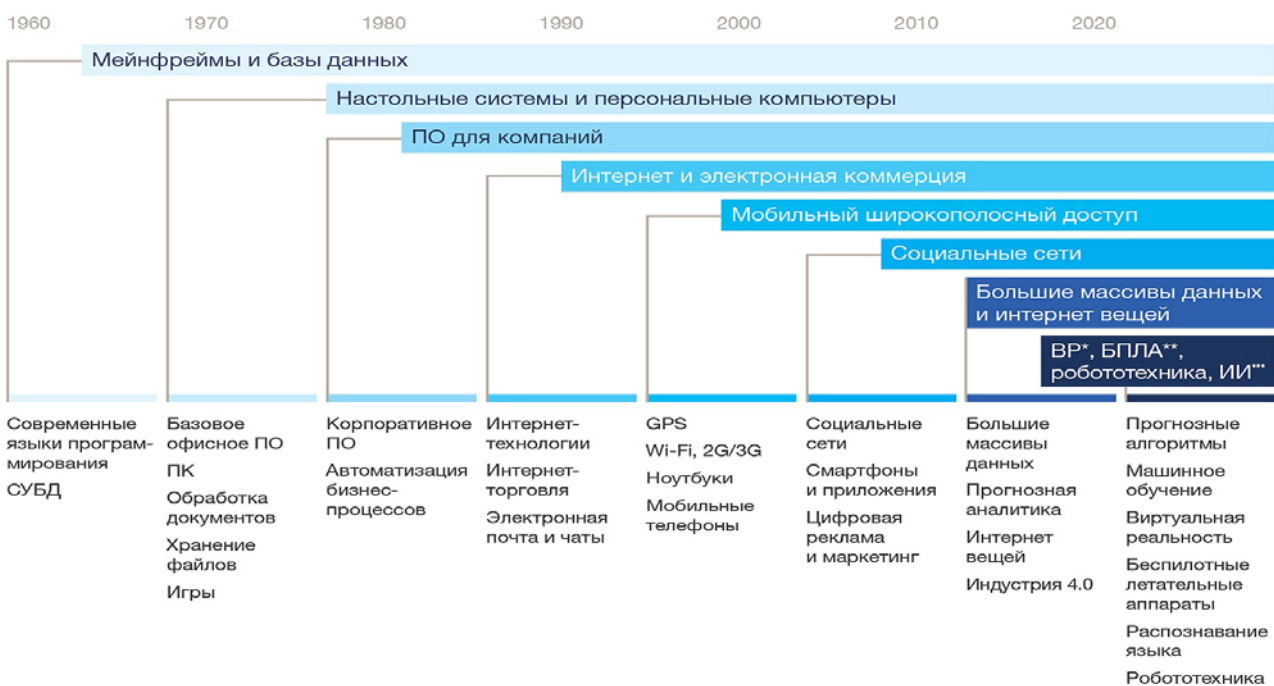 1960 1970 1980 1990 2000 2010 2020
Мейнфреймы и базы данных
Настольные системы и персональные компьютеры
ПО для компаний
Интернет и электронная коммерция
Мобильный широкополосный доступ
Социальные сети
Большие массивы данных
и интернет вещей
ВР*, БПЛА**,
робототехника, ИИ***
Современные
языки програм-
мирования
СУБД
Базовое
офисное ПО
ПК
Обработка
документов
Хранение
файлов
Игры
Корпоративное
ПО
Автоматизация
бизнес-
процессов
Интернет-
технологии
Интернет-
торговля
Электронная
почта и чаты
GPS
Wi-Fi, 2G/3G
Ноутбуки
Мобильные
телефоны
Социальные
сети
Смартфоны
и приложения
Цифровая
реклама
и маркетинг
Большие
массивы
данных
Прогнозная
аналитика
Интернет
вещей
Индустрия 4.0
Прогнозные
алгоритмы
Машинное
обучение
Виртуальная
реальность
Беспилотные
летательные
аппараты
Распознавание
языка
Робототехника